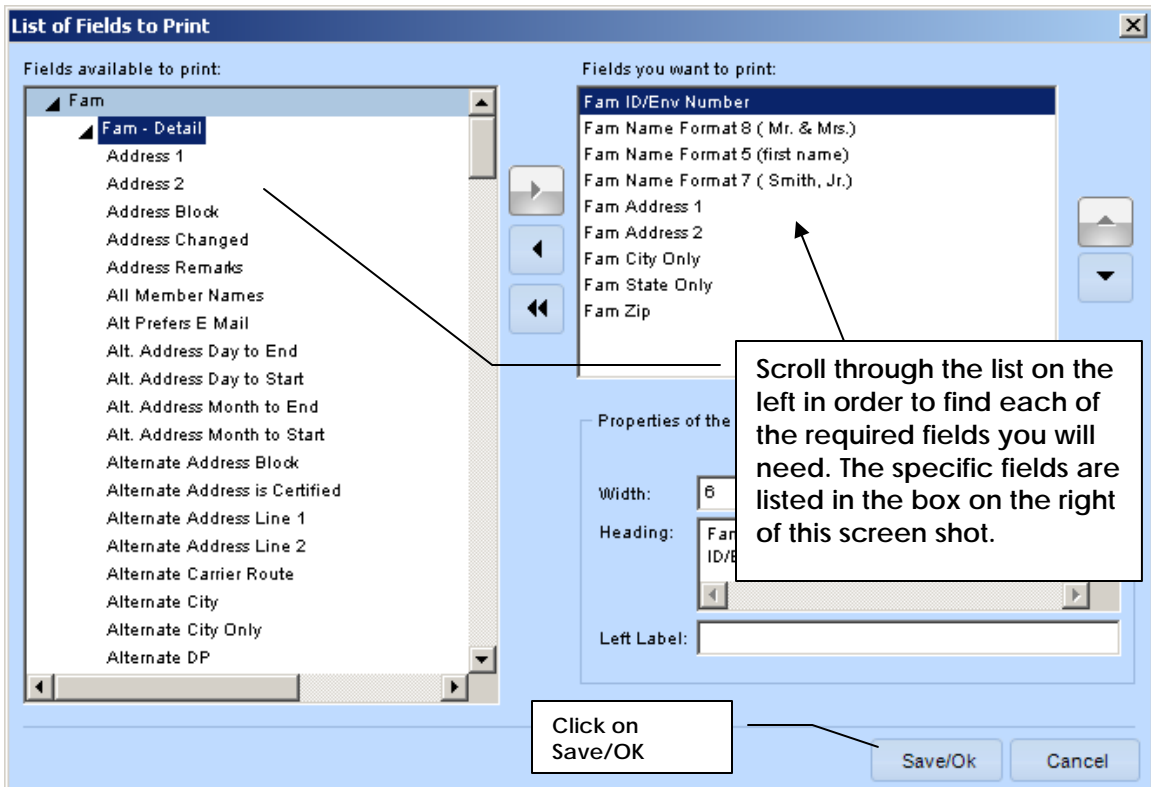 List of Fields to Print
Fields available to print:
Fam
Fam - Detail
Address 1
Address 2
Address Block
Address Changed
Address Remarks
All Member Names
Alt Prefers E Mail
Alt. Address Day to End
Alt. Address Day to Start
Alt. Address Month to End
Alt. Address Month to Start
Alternate Address Block
Alternate Address is Certified
Alternate Address Line 1
Alternate Address Line 2
Alternate Carrier Route
Alternate City
Alternate City Only
Alternate DP
Fields you want to print:
Fam ID/Env Number
Fam Name Format 8 ( Mr. & Mrs.)
Fam Name Format 5 (first name)
Fam Name Format 7 ( Smith, Jr.)
Fam Address 1
Fam Address 2
Fam City Only
Fam State Only
Fam Zip
Scroll through the list on the
left in order to find each of
the required fields you will
need. The specific fields are
listed in the box on the right
of this screen shot.
Properties of the
Width: 6
Heading: Fam
ID/E
Left Label:
Click on
Save/OK
Save/Ok
Cancel